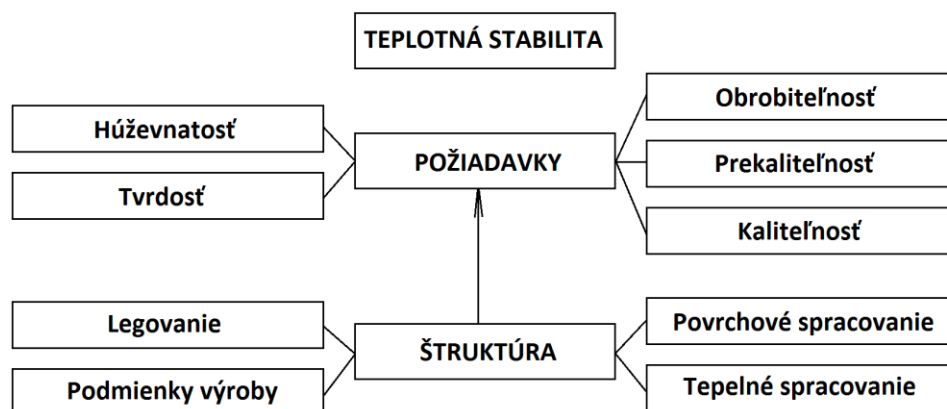 TEPLOTNÁ STABILITA
Húževnatosť
Tvrdosť
POŽIADAVKY
Obrobiteľnosť
Prekaliteľnosť
Kaliteľnosť
Legovanie
Podmienky výroby
ŠTRUKTÚRA
Povrchové spracovanie
Tepelné spracovanie